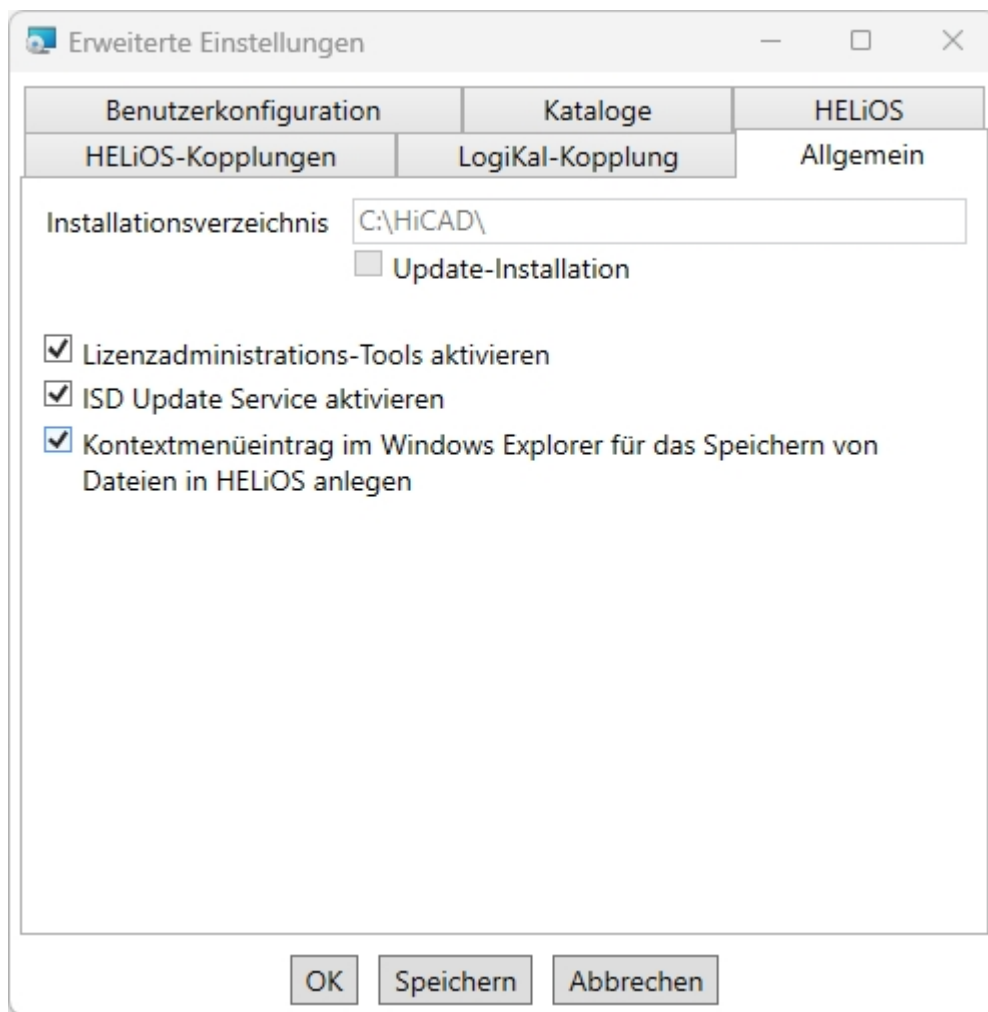 Erweiterte Einstellungen
Benutzerkonfiguration
Kataloge
HELiOS
HELiOS-Kopplungen
LogiKal-Kopplung
Allgemein
Installationsverzeichnis
C:\HiCAD\
Update-Installation
Lizenzadministrations-Tools aktivieren
ISD Update Service aktivieren
Kontextmenüeintrag im Windows Explorer für das Speichern von
Dateien in HELiOS anlegen
OK
Speichern
Abbrechen